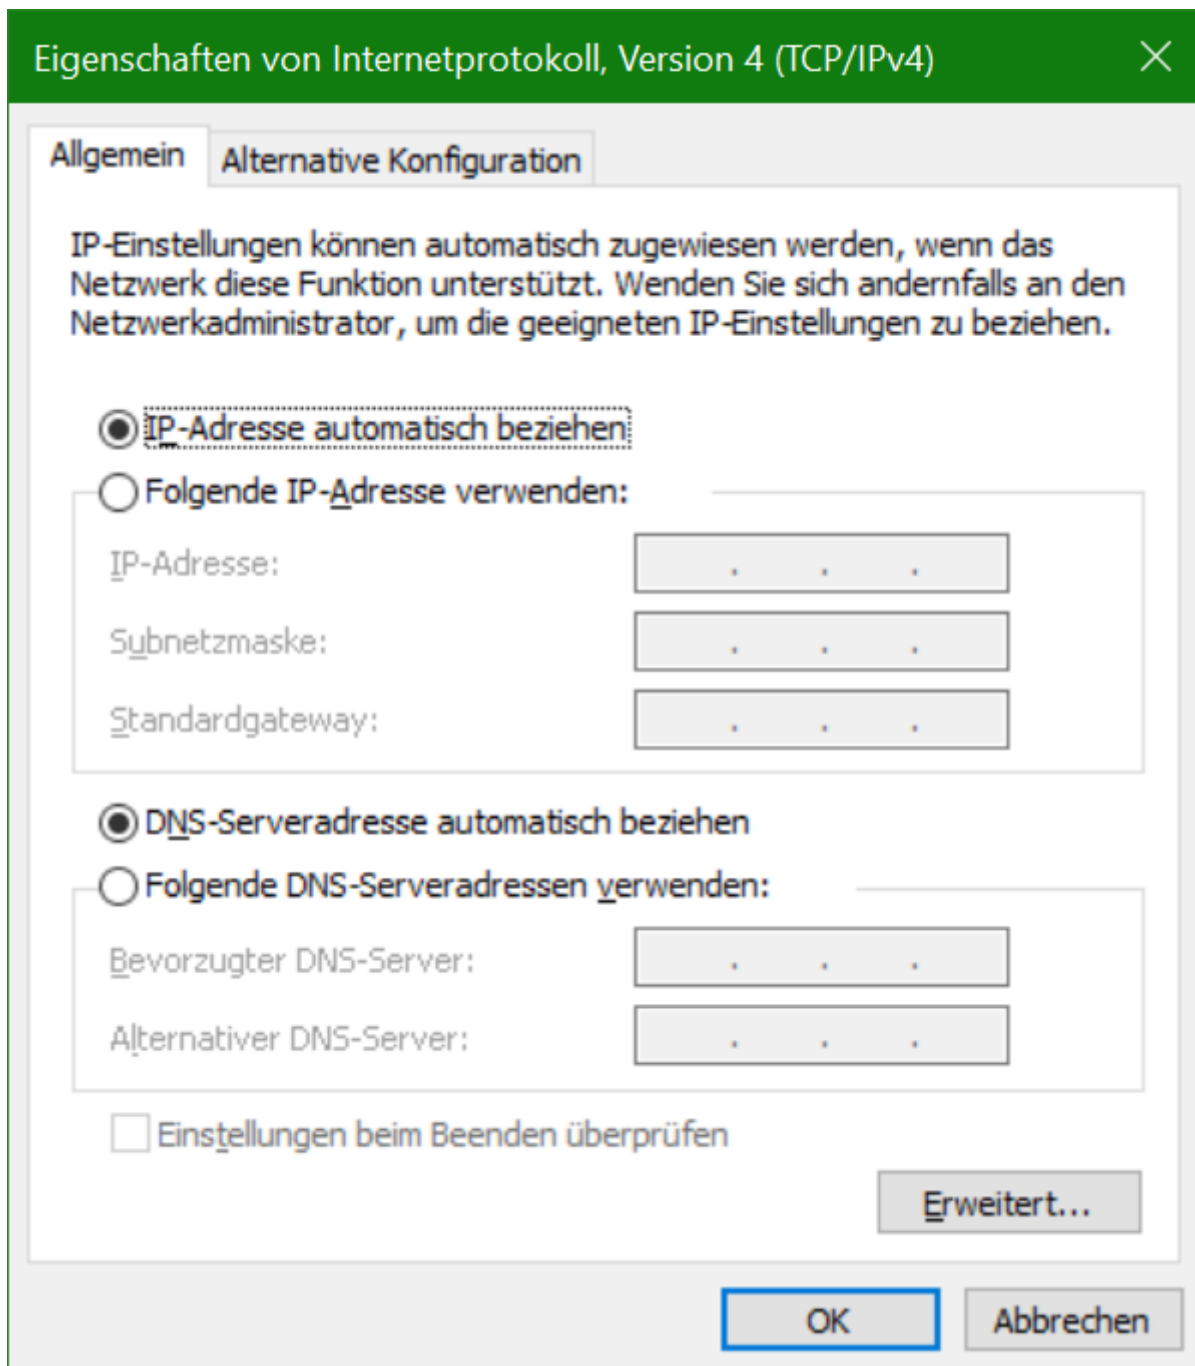 Eigenschaften von Internetprotokoll, Version 4 (TCP/IPv4)
Allgemein
Alternative Konfiguration
IP-Einstellungen können automatisch zugewiesen werden, wenn das
Netzwerk diese Funktion unterstützt. Wenden Sie sich andernfalls an den
Netzwerkadministrator, um die geeigneten IP-Einstellungen zu beziehen.
IP-Adresse automatisch beziehen
Folgende IP-Adresse verwenden:
IP-Adresse: . . .
Subnetzmaske: . . .
Standardgateway: . . .
DNS-Serveradresse automatisch beziehen
Folgende DNS-Serveradressen verwenden:
Bevorzugter DNS-Server: . . .
Alternativer DNS-Server: . . .
Einstellungen beim Beenden überprüfen
Erweitert...
OK
Abbrechen